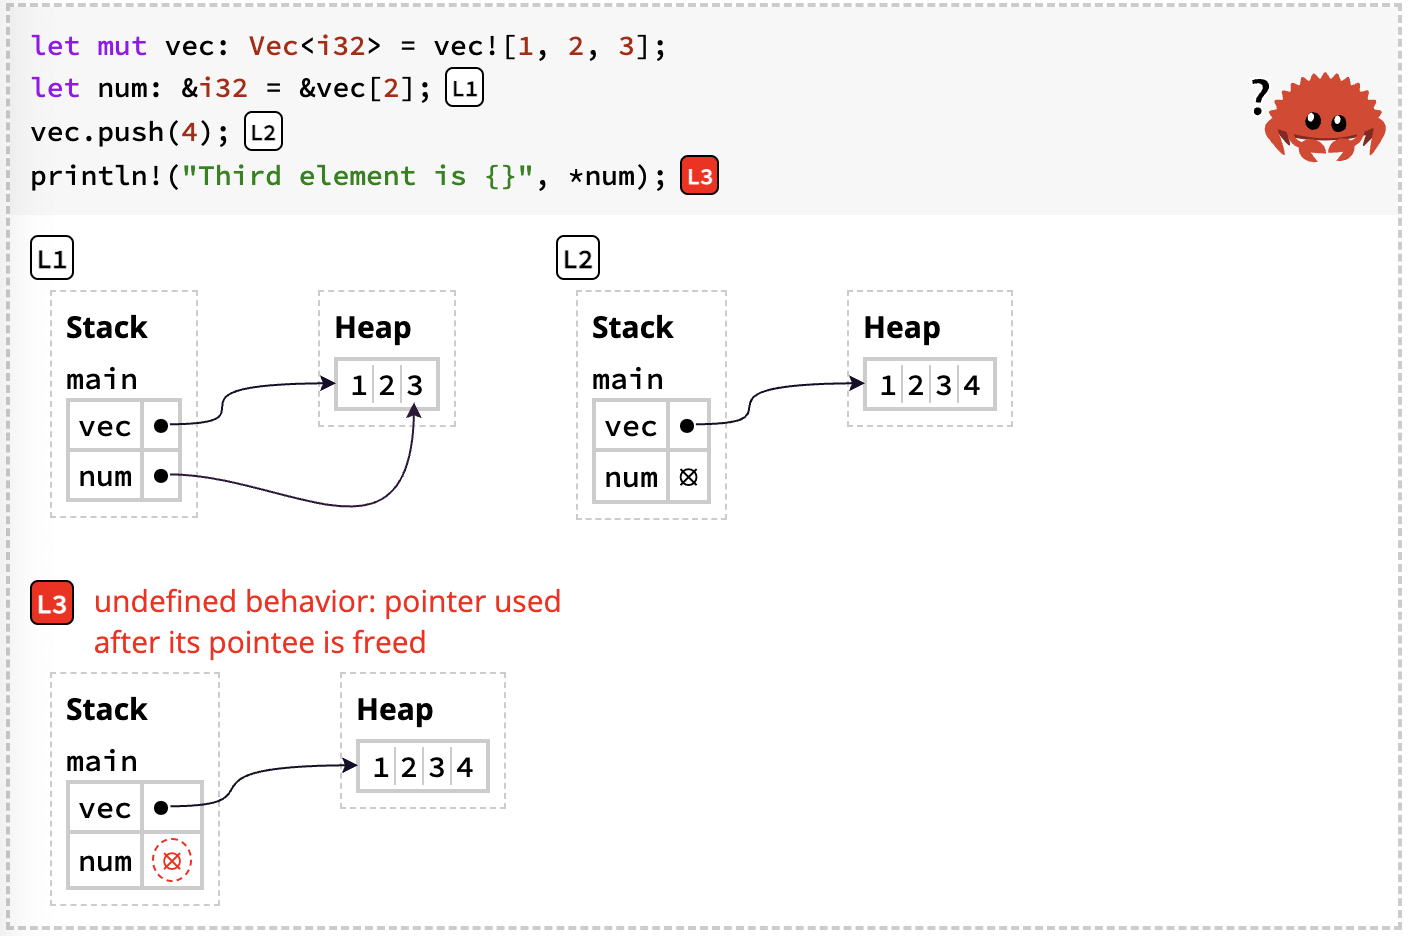 let mut vec: Vec<i32> = vec![1, 2, 3];
let num: &i32 = &vec[2]; L1
vec.push(4); L2
println!("Third element is {}", *num); L3
?
L1
Stack
main
vec
num
Heap
1 2 3
L2
Stack
main
vec
num
Heap
1 2 3 4
L3 undefined behavior: pointer used
after its pointee is freed
Stack
main
vec
num
Heap
1 2 3 4